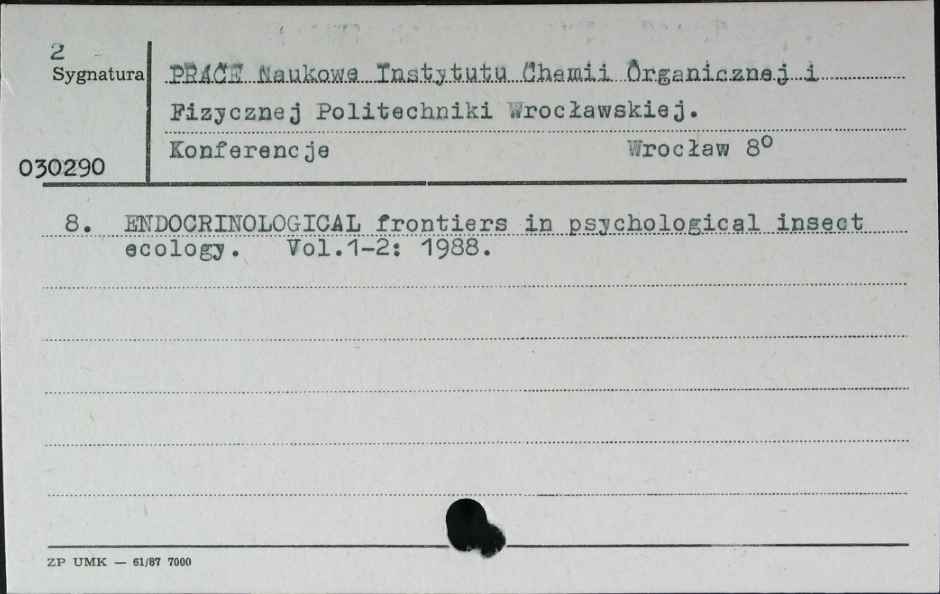 2
Sygnatura
PRACE Naukowe Instytutu Chemii Organicznej i
Fizycznej Politechniki Wrocławskiej.
030290
Konferencje Wrocław 8°
8. ENDOCRINOLOGICAL frontiers in psychological insect
ecology. Vol.1-2: 1988.
ZP UMK — 61/87 7000